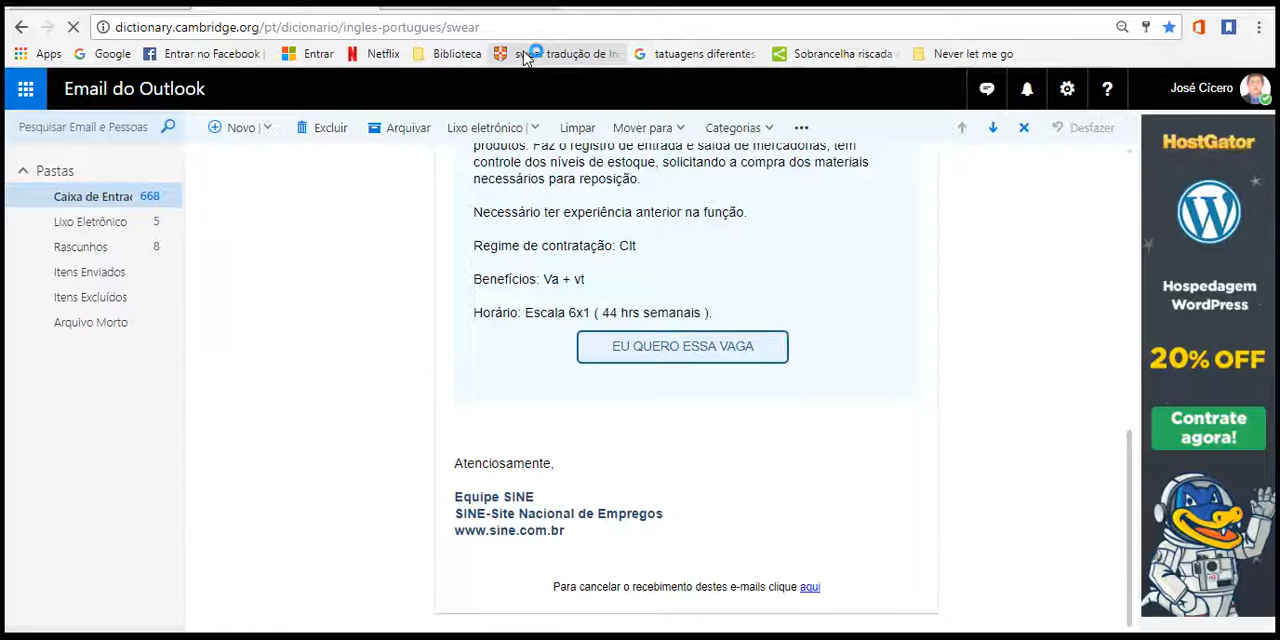 dictionary.cambridge.org/pt/dicionario/ingles-portugues/swear
Apps Google Entrar no Facebook Entrar Netflix Biblioteca tradução de In tatuagens diferentes Sobrancelha riscada Never let me go
Email do Outlook José Cícero
Pesquisar Email e Pessoas Novo | Excluir Arquivar Lixo eletrônico | Limpar Mover para Categorias ••• Desfazer
Pastas
Caixa de Entrac 668
Lixo Eletrônico 5
Rascunhos 8
Itens Enviados
Itens Excluídos
Arquivo Morto
produtos. Faz o registro de entrada e saída de mercadorias, tem
controle dos níveis de estoque, solicitando a compra dos materiais
necessários para reposição.
Necessário ter experiência anterior na função.
Regime de contratação: Clt
Benefícios: Va + vt
Horário: Escala 6x1 ( 44 hrs semanais ).
EU QUERO ESSA VAGA
Atenciosamente,
Equipe SINE
SINE-Site Nacional de Empregos
www.sine.com.br
Para cancelar o recebimento destes e-mails clique aqui
HostGator
Hospedagem
WordPress
20% OFF
Contrate
agora!